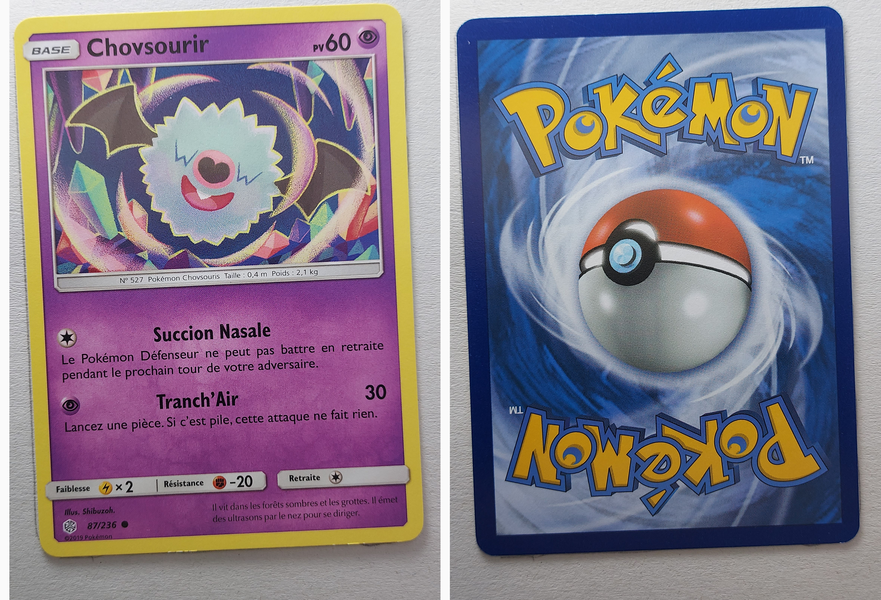 BASE
Chovsourir
PV60
N° 527 Pokémon Chovsouris Taille : 0,4 m Poids : 2,1 kg
Succion Nasale
Le Pokémon Défenseur ne peut pas battre en retraite
pendant le prochain tour de votre adversaire.
Tranch'Air 30
Lancez une pièce. Si c'est pile, cette attaque ne fait rien.
Faiblesse ×2 Résistance -20 Retraite
Illus. Shibuzoh.
87/236
©2019 Pokémon
Il vit dans les forêts sombres et les grottes. Il émet
des ultrasons par le nez pour se diriger.
POKéMON
TM
TM
POKéMON